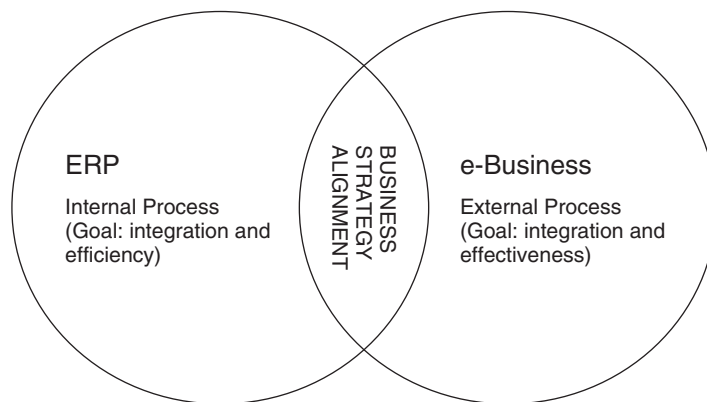 ERP
Internal Process
(Goal: integration and
efficiency)
BUSINESS
STRATEGY
ALIGNMENT
e-Business
External Process
(Goal: integration and
effectiveness)